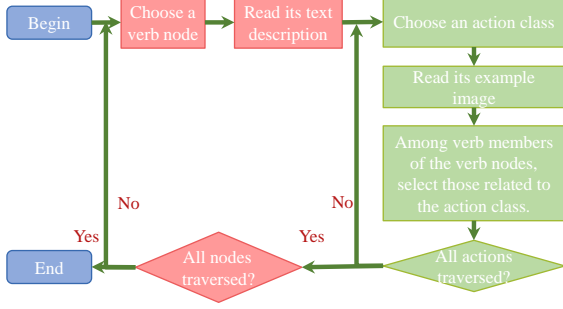 Begin
Choose a
verb node
Read its text
description
Choose an action class
Read its example
image
Among verb members
of the verb nodes,
select those related to
the action class.
No
No
Yes
Yes
All actions
traversed?
All nodes
traversed?
End